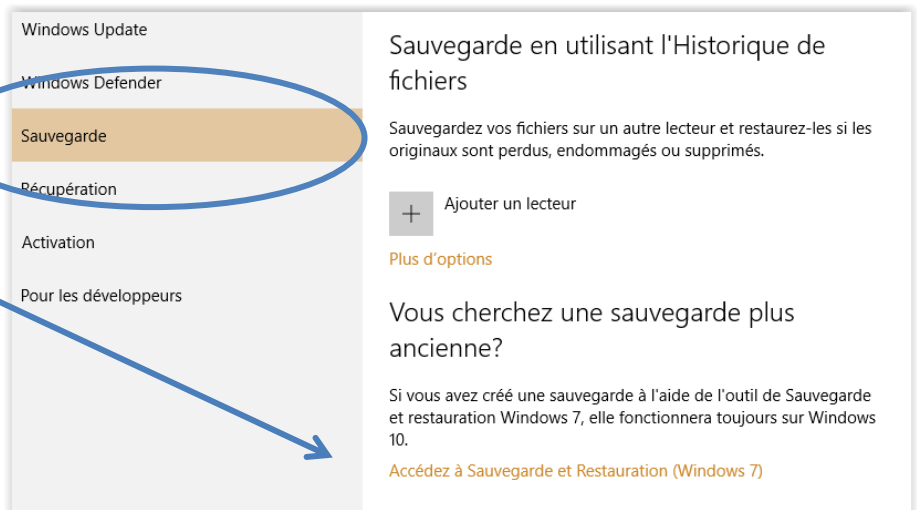 Windows Update
Windows Defender
Sauvegarde
Récupération
Activation
Pour les développeurs
Sauvegarde en utilisant l'Historique de
fichiers
Sauvegardez vos fichiers sur un autre lecteur et restaurez-les si les
originaux sont perdus, endommagés ou supprimés.
Ajouter un lecteur
Plus d'options
Vous cherchez une sauvegarde plus
ancienne?
Si vous avez créé une sauvegarde à l'aide de l'outil de Sauvegarde
et restauration Windows 7, elle fonctionnera toujours sur Windows
10.
Accédez à Sauvegarde et Restauration (Windows 7)